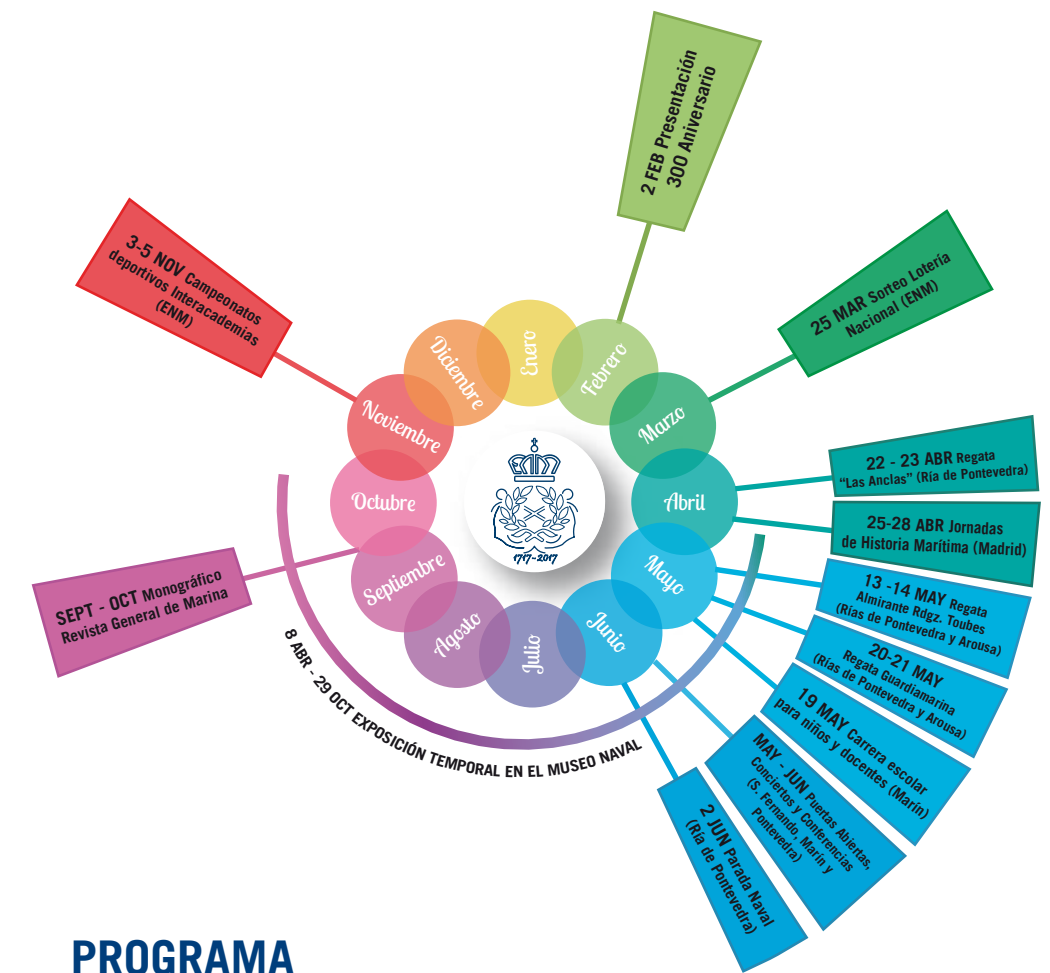 2 FEB Presentación
300 Aniversario
25 MAR Sorteo Lotería
Nacional (ENM)
22 - 23 ABR Regata
“Las Anclas” (Ría de Pontevedra)
25-28 ABR Jornadas
de Historia Marítima (Madrid)
13 -14 MAY Regata
Almirante Rdgz. Toubes
(Rías de Pontevedra y Arousa)
20-21 MAY
Regata Guardiamarina
(Rías de Pontevedra y Arousa)
19 MAY Carrera escolar
para niños y docentes (Marín)
MAY - JUN Puertas Abiertas,
Conciertos y Conferencias
(S. Fernando, Marín y
Pontevedra)
2 JUN Parada Naval
(Ría de Pontevedra)
8 ABR - 29 OCT EXPOSICIÓN TEMPORAL EN EL MUSEO NAVAL
SEPT - OCT Monográfico
Revista General de Marina
3-5 NOV Campeonatos
deportivos Interacademias
(ENM)
Enero
Febrero
Marzo
Abril
Mayo
Junio
Julio
Agosto
Septiembre
Octubre
Noviembre
Diciembre
1717-2017
PROGRAMA